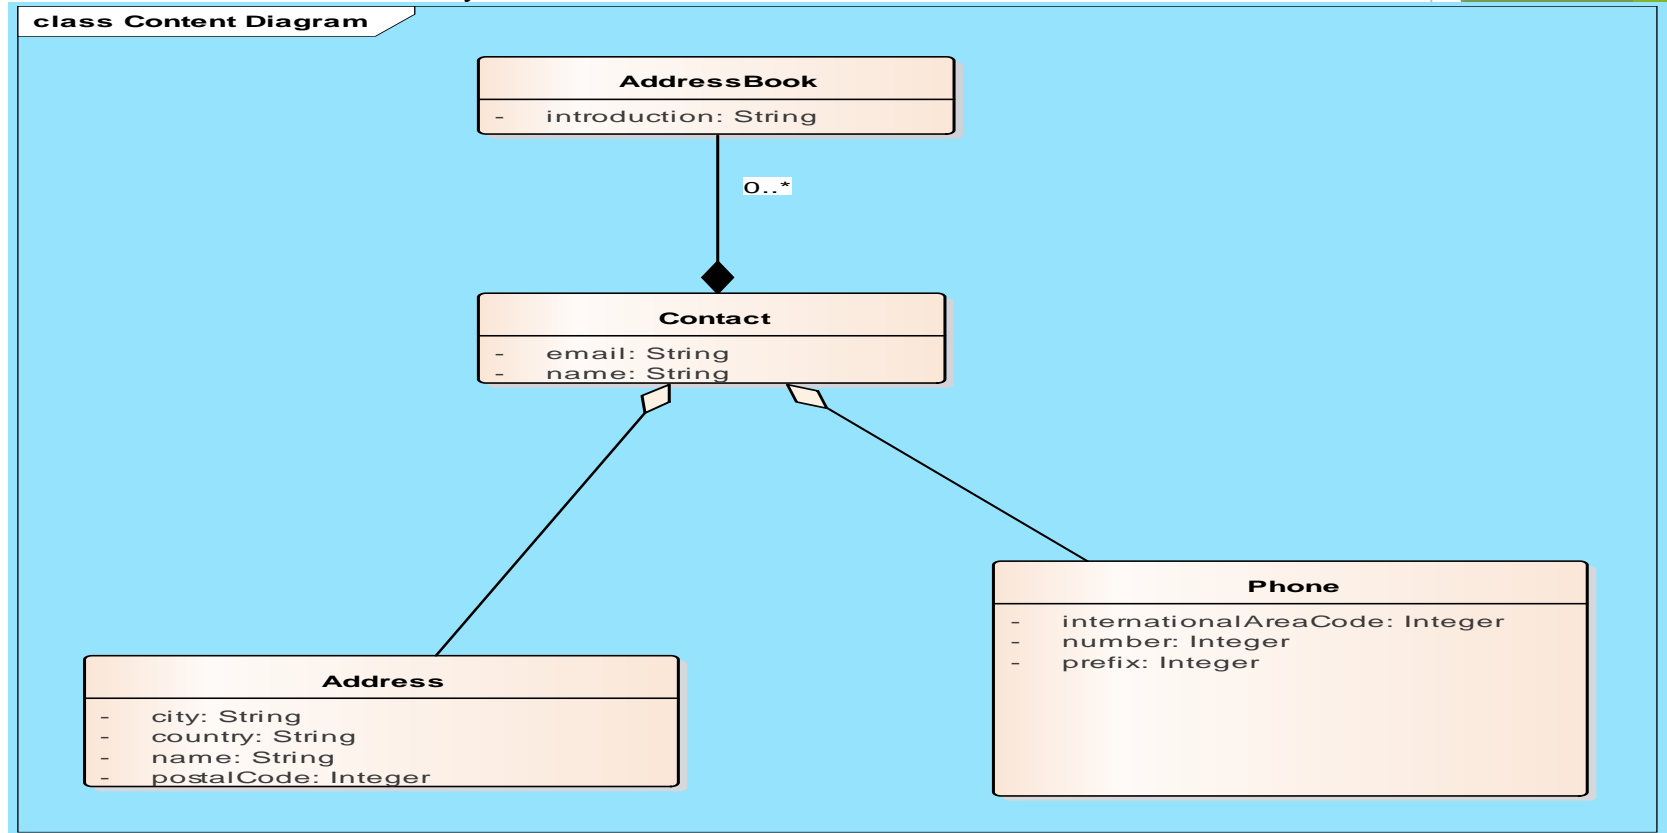 class Content Diagram
AddressBook
- introduction: String
0..*
Contact
- email: String
- name: String
Phone
- internationalAreaCode: Integer
- number: Integer
- prefix: Integer
Address
- city: String
- country: String
- name: String
- postalCode: Integer